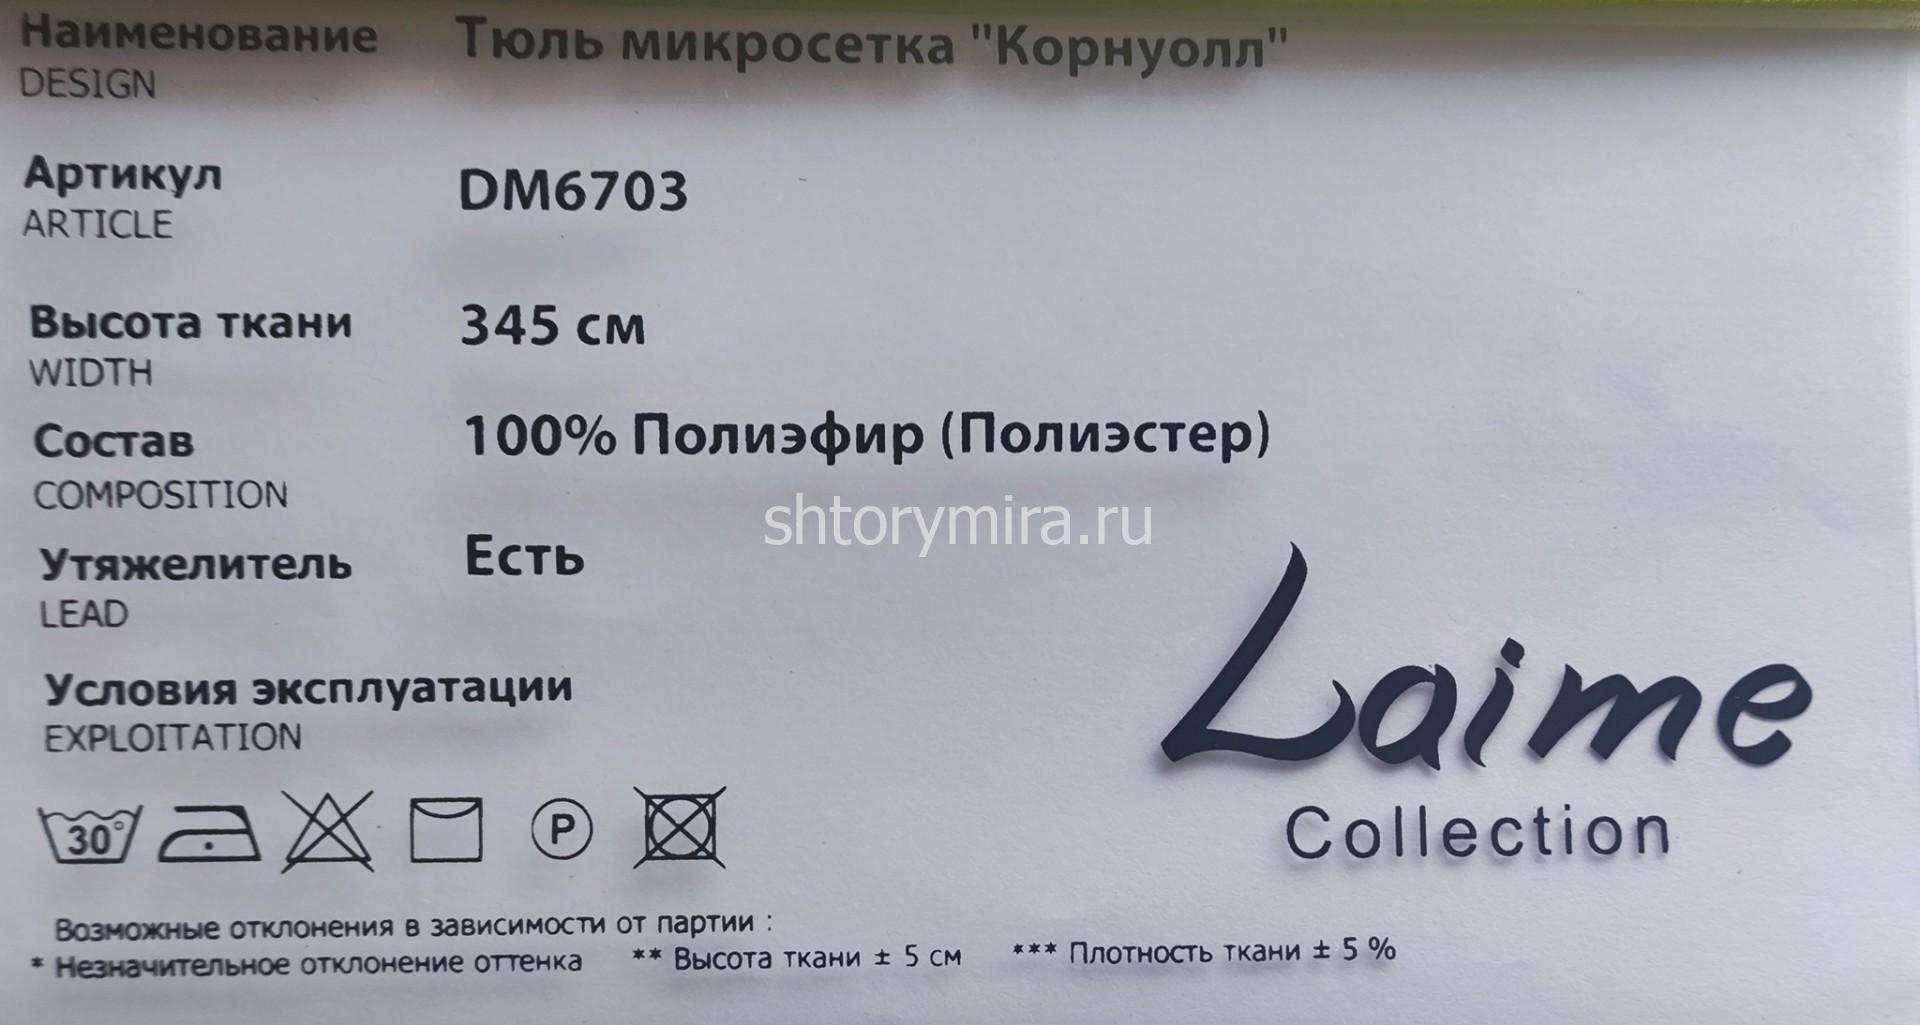 Наименование Тюль микросетка "Корнуолл"
DESIGN
Артикул DM6703
ARTICLE
Высота ткани 345 см
WIDTH
Состав 100% Полиэфир (Полиэстер)
COMPOSITION
shtorymira.ru
Утяжелитель Есть
LEAD
Условия эксплуатации
EXPLOITATION
Laime
Collection
30° P
Возможные отклонения в зависимости от партии :
* Незначительное отклонение оттенка ** Высота ткани ± 5 см *** Плотность ткани ± 5 %